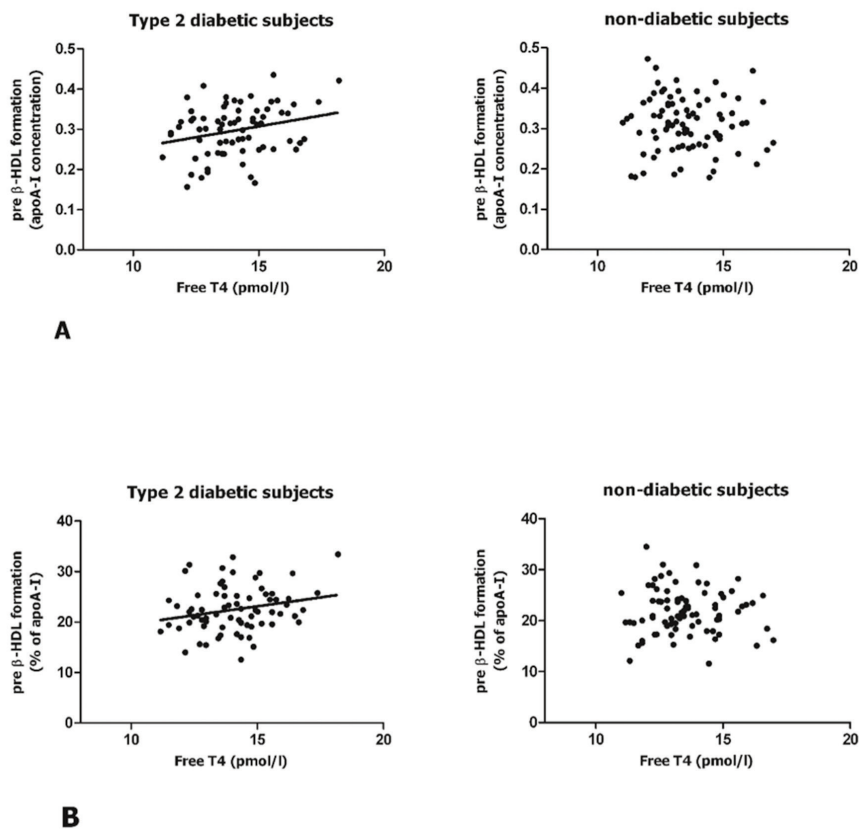 Type 2 diabetic subjects
pre β-HDL formation
(apoA-I concentration)
0.5
0.4
0.3
0.2
0.1
0.0
10
15
20
Free T4 (pmol/l)
non-diabetic subjects
pre β-HDL formation
(apoA-I concentration)
0.5
0.4
0.3
0.2
0.1
0.0
10
15
20
Free T4 (pmol/l)
A
Type 2 diabetic subjects
pre β-HDL formation
(% of apoA-I)
40
30
20
10
0
10
15
20
Free T4 (pmol/l)
non-diabetic subjects
pre β-HDL formation
(% of apoA-I)
40
30
20
10
0
10
15
20
Free T4 (pmol/l)
B